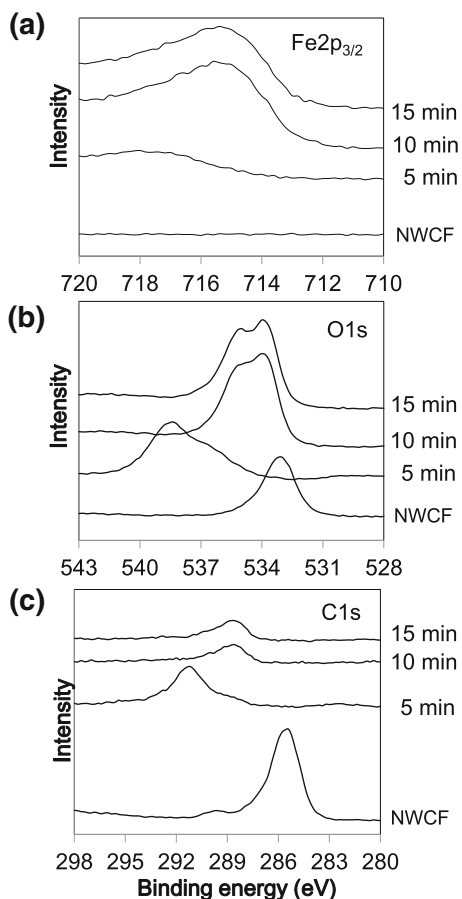 (a)
Fe2p3/2
Intensity
15 min
10 min
5 min
NWCF
720 718 716 714 712 710
(b)
O1s
Intensity
15 min
10 min
5 min
NWCF
543 540 537 534 531 528
(c)
C1s
Intensity
15 min
10 min
5 min
NWCF
298 295 292 289 286 283 280
Binding energy (eV)